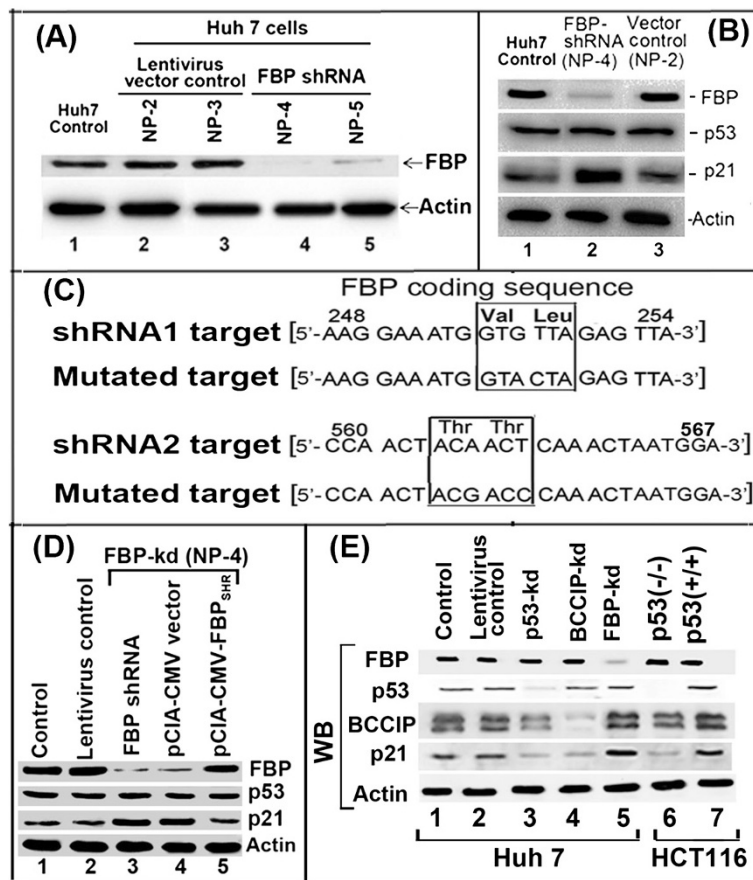 (A)
Huh 7 cells
Lentivirus
vector control
FBP shRNA
Huh7
Control
NP-2
NP-3
NP-4
NP-5
←FBP
←Actin
1 2 3 4 5
(B)
Huh7
Control
FBP-
shRNA
(NP-4)
Vector
control
(NP-2)
- FBP
- p53
- p21
-Actin
1 2 3
(C)
FBP coding sequence
248 Val Leu 254
shRNA1 target [5'-AAG GAA ATG GTG TTA GAG TTA-3']
Mutated target [5'-AAG GAA ATG GTA CTA GAG TTA-3']
560 Thr Thr 567
shRNA2 target [5'-CCA ACT ACA ACT CAA ACTAATGGA-3']
Mutated target [5'-CCA ACT ACG ACC CAA ACTAATGGA-3']
(D)
FBP-kd (NP-4)
Control
Lentivirus control
FBP shRNA
pCIA-CMV vector
pCIA-CMV-FBPSHR
FBP
p53
p21
Actin
1 2 3 4 5
(E)
Control
Lentivirus
control
p53-kd
BCCIP-kd
FBP-kd
p53(-/-)
p53(+/+)
WB
FBP
p53
BCCIP
p21
Actin
1 2 3 4 5 6 7
Huh 7 HCT116